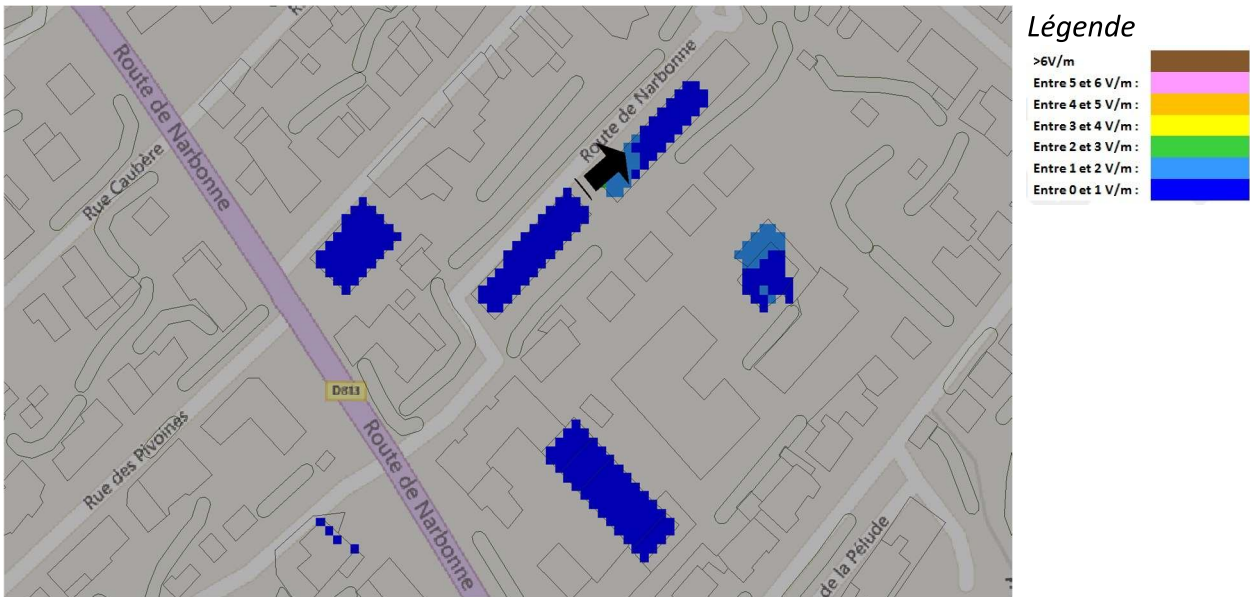 Légende
>6V/m
Entre 5 et 6 V/m :
Entre 4 et 5 V/m :
Entre 3 et 4 V/m :
Entre 2 et 3 V/m :
Entre 1 et 2 V/m :
Entre 0 et 1 V/m :
Route de Narbonne
Route de Narbonne
Rue Caubère
D813
Rue des Pivoines
Route de Narbonne
de la Pélude